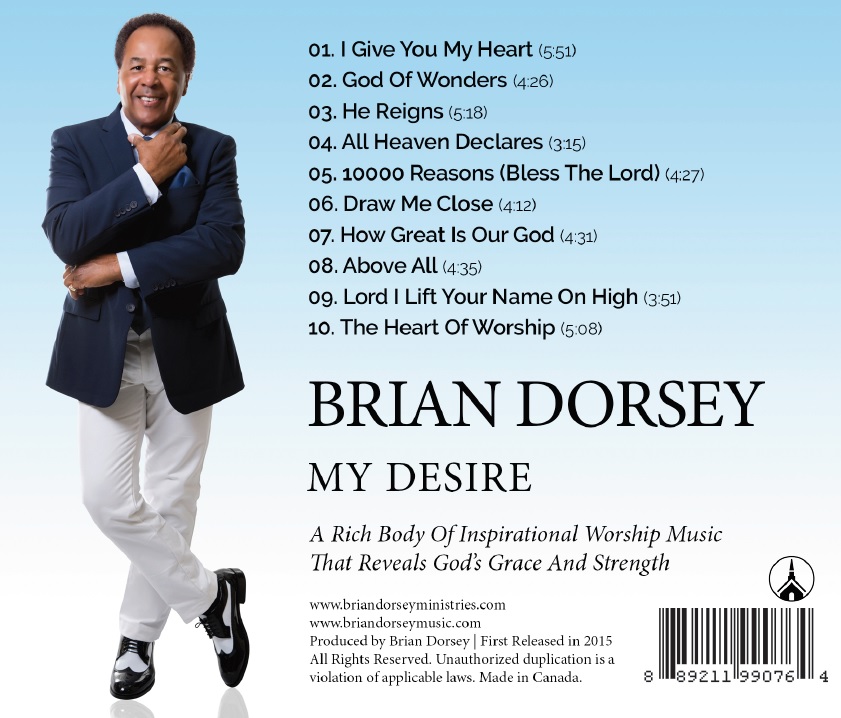 01. I Give You My Heart (5:51)
02. God Of Wonders (4:26)
03. He Reigns (5:18)
04. All Heaven Declares (3:15)
05. 10000 Reasons (Bless The Lord) (4:27)
06. Draw Me Close (4:12)
07. How Great Is Our God (4:31)
08. Above All (4:35)
09. Lord I Lift Your Name On High (3:51)
10. The Heart Of Worship (5:08)
BRIAN DORSEY
MY DESIRE
A Rich Body Of Inspirational Worship Music
That Reveals God's Grace And Strength
www.briandorseyministries.com
www.briandorseymusic.com
Produced by Brian Dorsey | First Released in 2015
All Rights Reserved. Unauthorized duplication is a
violation of applicable laws. Made in Canada.
8 89211 99076 4